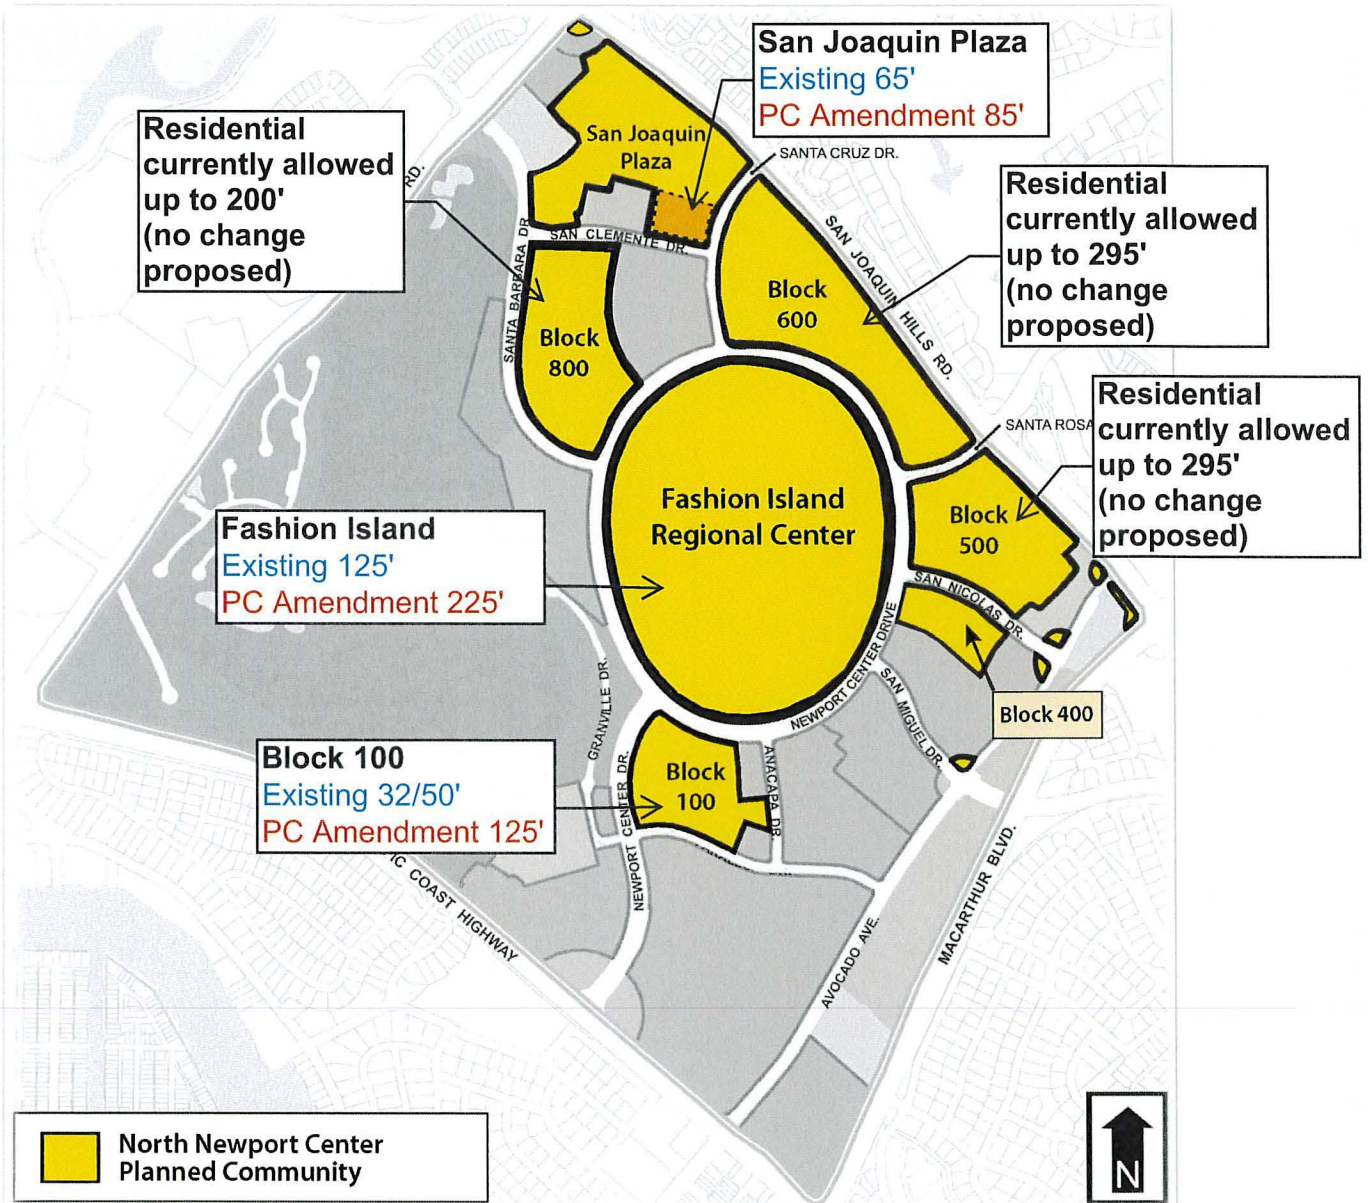 San Joaquin Plaza
Existing 65'
PC Amendment 85'
Residential
currently allowed
up to 200'
(no change
proposed)
RD.
San Joaquin
Plaza
SANTA CRUZ DR.
Residential
currently allowed
up to 295'
(no change
proposed)
SAN CLEMENTE DR.
SANTA BARBARA DR.
SAN JOAQUIN HILLS RD.
Block
600
Block
800
Residential
currently allowed
up to 295'
(no change
proposed)
SANTA ROSA
Fashion Island
Regional Center
Block
500
Fashion Island
Existing 125'
PC Amendment 225'
SAN NICOLAS DR.
NEWPORT CENTER DRIVE
SAN MIGUEL DR.
Block 400
GRANVILLE DR.
Block 100
Existing 32/50'
PC Amendment 125'
Block
100
ANACAPA DR.
NEWPORT CENTER DR.
IC COAST HIGHWAY
AVOCADO AVE.
MACARTHUR BLVD.
North Newport Center
Planned Community
N